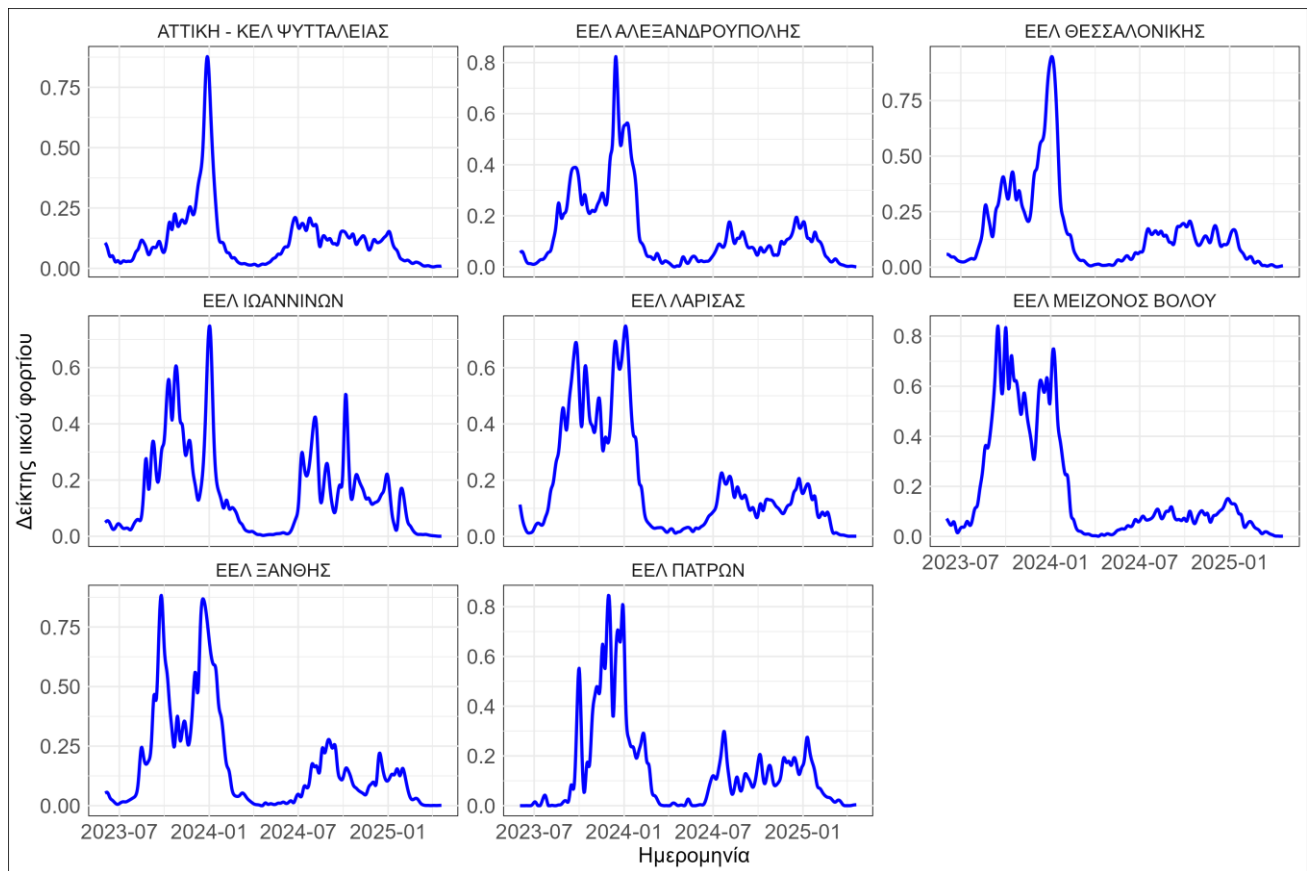 ΑΤΤΙΚΗ - ΚΕΛ ΨΥΤΤΑΛΕΙΑΣ
ΕΕΛ ΑΛΕΞΑΝΔΡΟΥΠΟΛΗΣ
ΕΕΛ ΘΕΣΣΑΛΟΝΙΚΗΣ
0.75
0.50
0.25
0.00
0.8
0.6
0.4
0.2
0.0
0.75
0.50
0.25
0.00
ΕΕΛ ΙΩΑΝΝΙΝΩΝ
ΕΕΛ ΛΑΡΙΣΑΣ
ΕΕΛ ΜΕΙΖΟΝΟΣ ΒΟΛΟΥ
Δείκτης ιικού φορτίου
0.6
0.4
0.2
0.0
0.6
0.4
0.2
0.0
0.8
0.6
0.4
0.2
0.0
2023-07 2024-01 2024-07 2025-01
ΕΕΛ ΞΑΝΘΗΣ
ΕΕΛ ΠΑΤΡΩΝ
0.75
0.50
0.25
0.00
0.8
0.6
0.4
0.2
0.0
2023-07 2024-01 2024-07 2025-01
2023-07 2024-01 2024-07 2025-01
Ημερομηνία